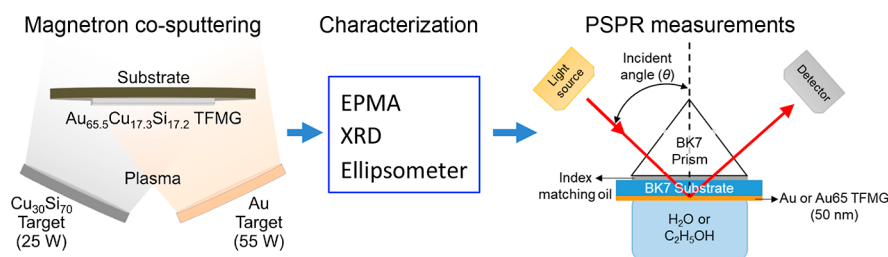 Magnetron co-sputtering
Substrate
Au65.5Cu17.3Si17.2 TFMG
Plasma
Cu30Si70
Target
(25 W)
Au
Target
(55 W)
Characterization
EPMA
XRD
Ellipsometer
PSPR measurements
Light
source
Incident
angle (θ)
Detector
BK7
Prism
Index
matching oil
BK7 Substrate
Au or Au65 TFMG
(50 nm)
H2O or
C2H5OH